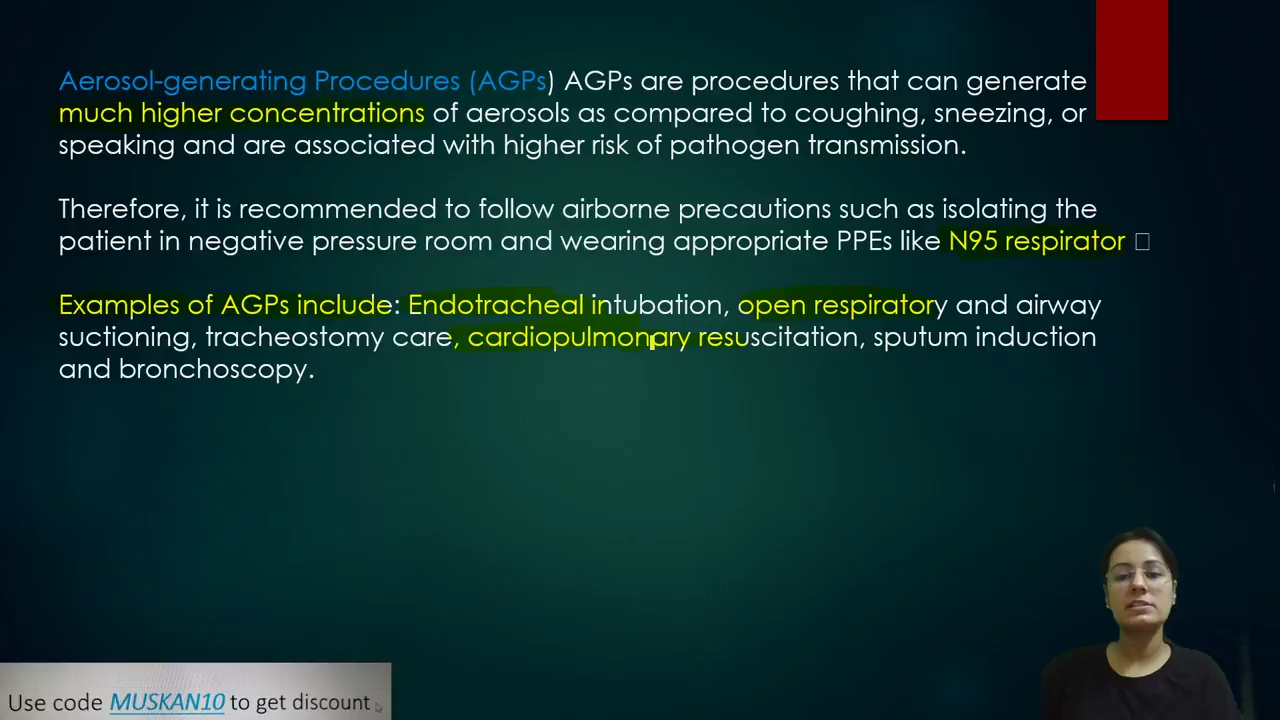 Aerosol-generating Procedures (AGPs) AGPs are procedures that can generate
much higher concentrations of aerosols as compared to coughing, sneezing, or
speaking and are associated with higher risk of pathogen transmission.
Therefore, it is recommended to follow airborne precautions such as isolating the
patient in negative pressure room and wearing appropriate PPEs like N95 respirator
Examples of AGPs include: Endotracheal intubation, open respiratory and airway
suctioning, tracheostomy care, cardiopulmonary resuscitation, sputum induction
and bronchoscopy.
Use code MUSKAN10 to get discount